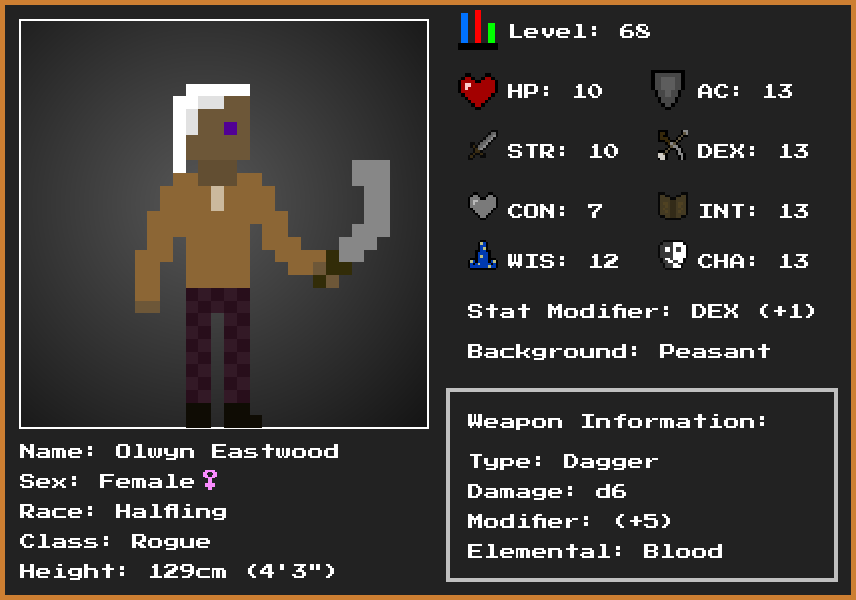 Level: 68
HP: 10 AC: 13
STR: 10 DEX: 13
CON: 7 INT: 13
WIS: 12 CHA: 13
Stat Modifier: DEX (+1)
Background: Peasant
Weapon Information:
Type: Dagger
Damage: d6
Modifier: (+5)
Elemental: Blood
Name: Olwyn Eastwood
Sex: Female♀
Race: Halfling
Class: Rogue
Height: 129cm (4'3")